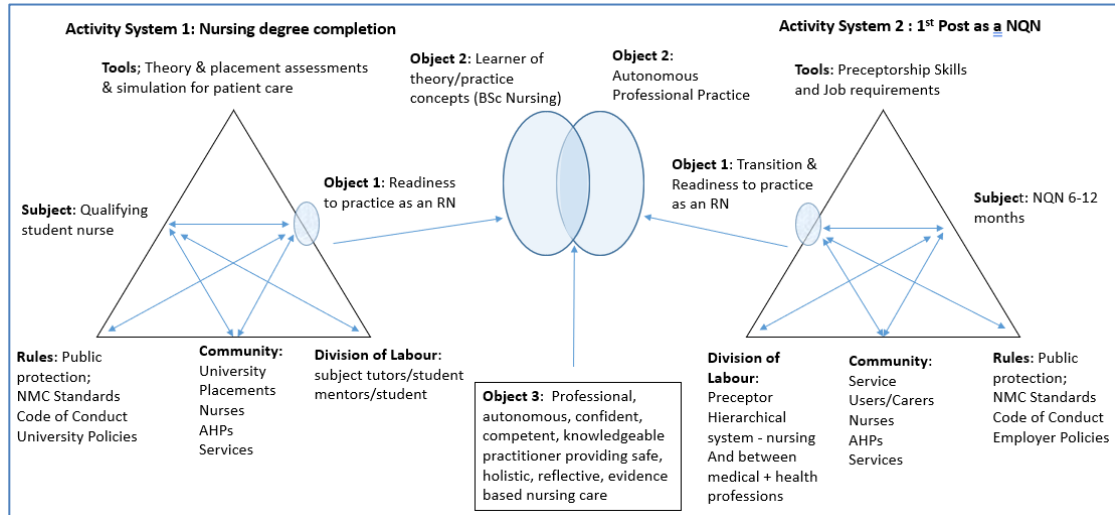 Activity System 1: Nursing degree completion
Activity System 2 : 1st Post as a NQN
Tools; Theory & placement assessments
& simulation for patient care
Object 2: Learner of
theory/practice
concepts (BSc Nursing)
Object 2:
Autonomous
Professional Practice
Tools: Preceptorship Skills
and Job requirements
Subject: Qualifying
student nurse
Object 1: Readiness
to practice as an RN
Object 1: Transition &
Readiness to practice
as an RN
Subject: NQN 6-12
months
Rules: Public
protection;
NMC Standards
Code of Conduct
University Policies
Community:
University
Placements
Nurses
AHPs
Services
Division of Labour:
subject tutors/student
mentors/student
Object 3: Professional,
autonomous, confident,
competent, knowledgeable
practitioner providing safe,
holistic, reflective, evidence
based nursing care
Division of
Labour:
Preceptor
Hierarchical
system - nursing
And between
medical + health
professions
Community:
Service
Users/Carers
Nurses
AHPs
Services
Rules: Public
protection;
NMC Standards
Code of Conduct
Employer Policies